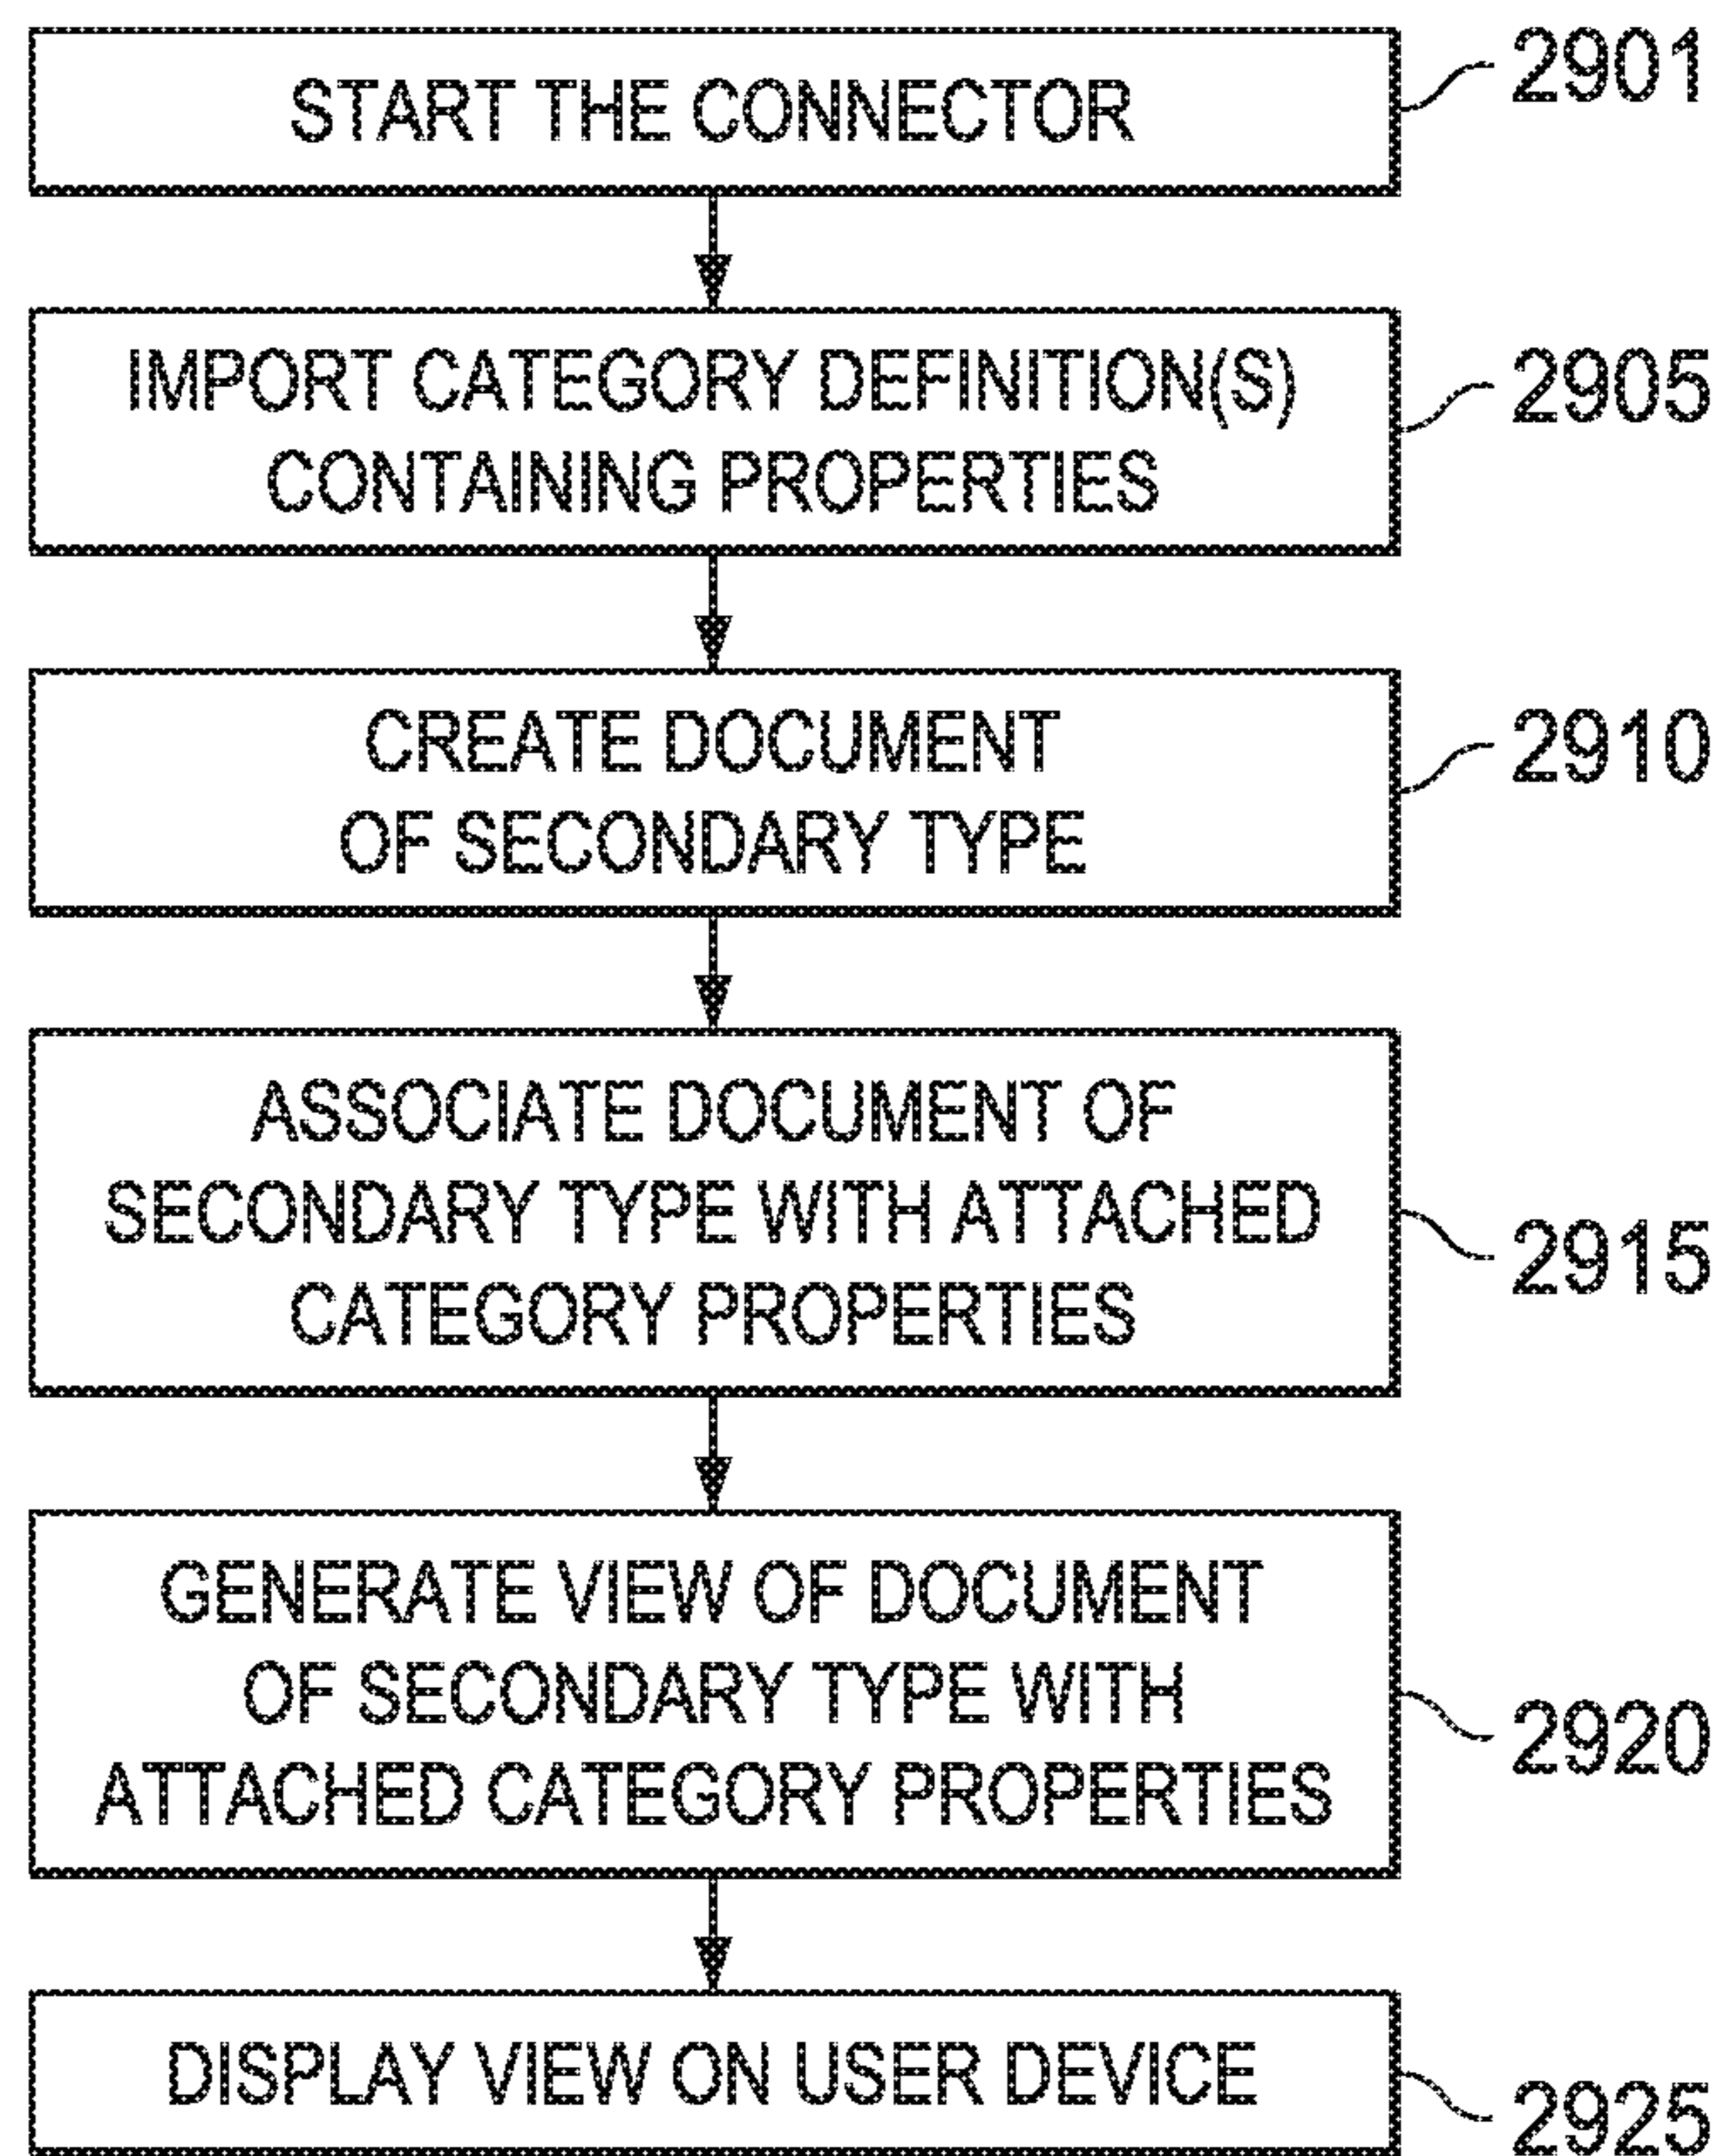 START THE CONNECTOR
2901
IMPORT CATEGORY DEFINITION(S)
CONTAINING PROPERTIES
2905
CREATE DOCUMENT
OF SECONDARY TYPE
2910
ASSOCIATE DOCUMENT OF
SECONDARY TYPE WITH ATTACHED
CATEGORY PROPERTIES
2915
GENERATE VIEW OF DOCUMENT
OF SECONDARY TYPE WITH
ATTACHED CATEGORY PROPERTIES
2920
DISPLAY VIEW ON USER DEVICE
2925